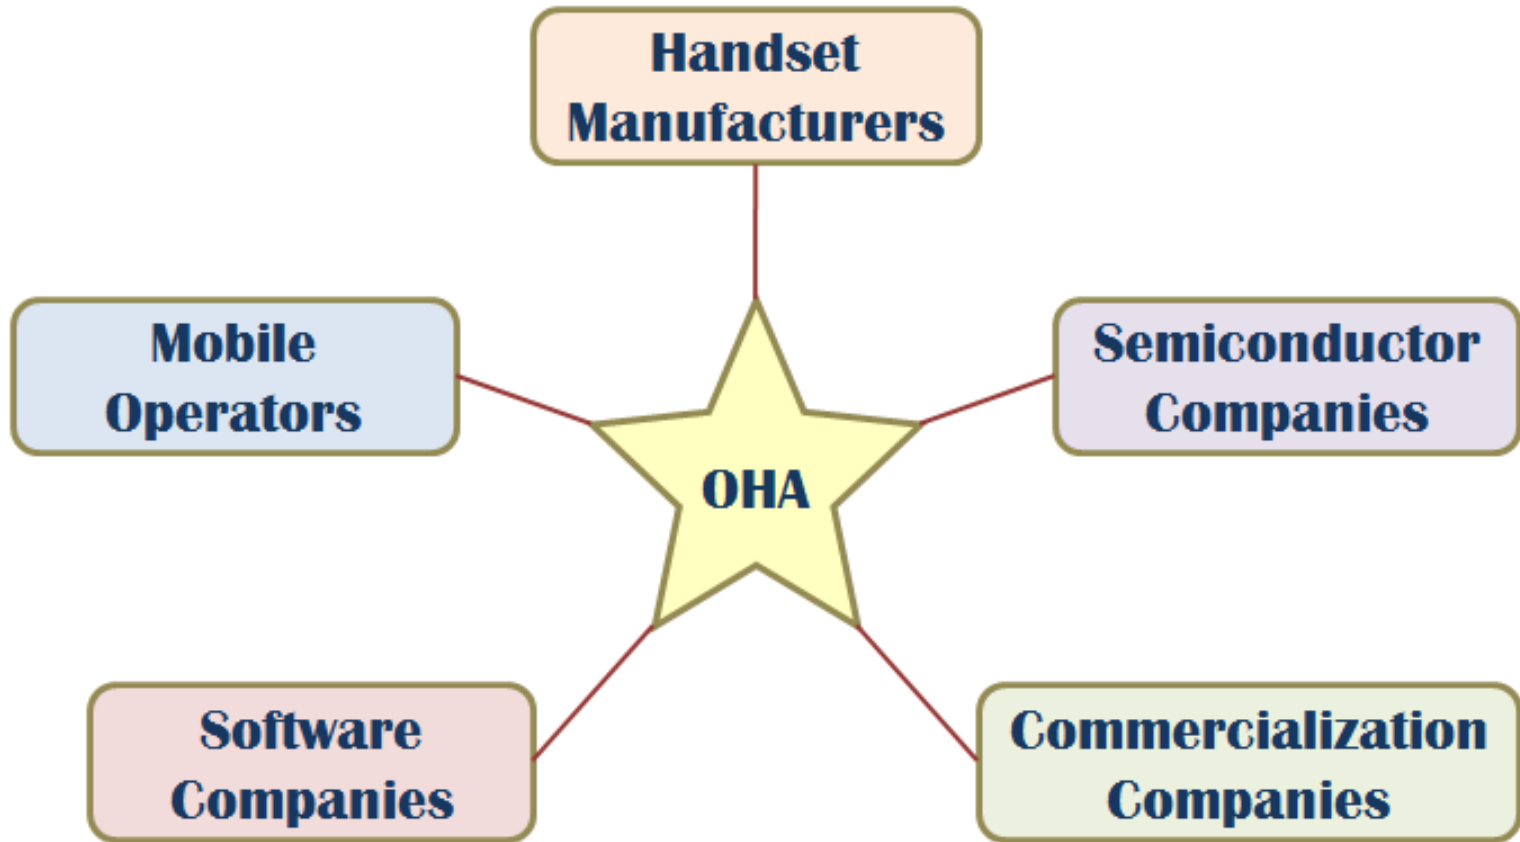 Handset
Manufacturers
Mobile
Operators
Semiconductor
Companies
OHA
Software
Companies
Commercialization
Companies